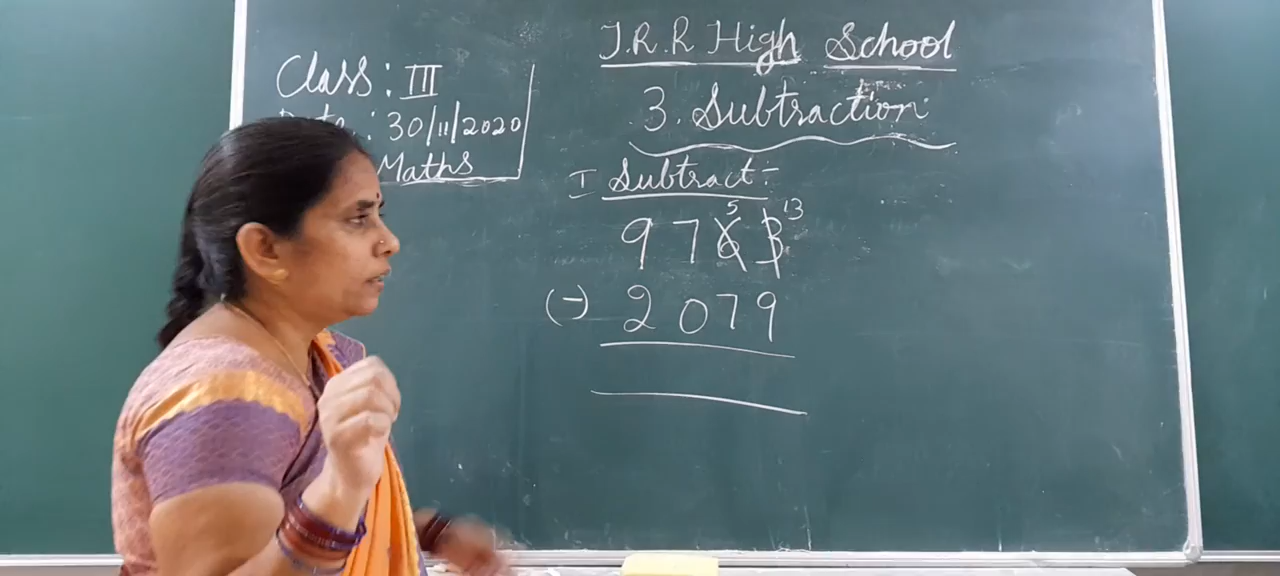 J.R.R High School
Class: III
Date: 30/11/2020
Maths
3. Subtraction
I Subtract:-
5 13
9 7 6 3
(-) 2 0 7 9